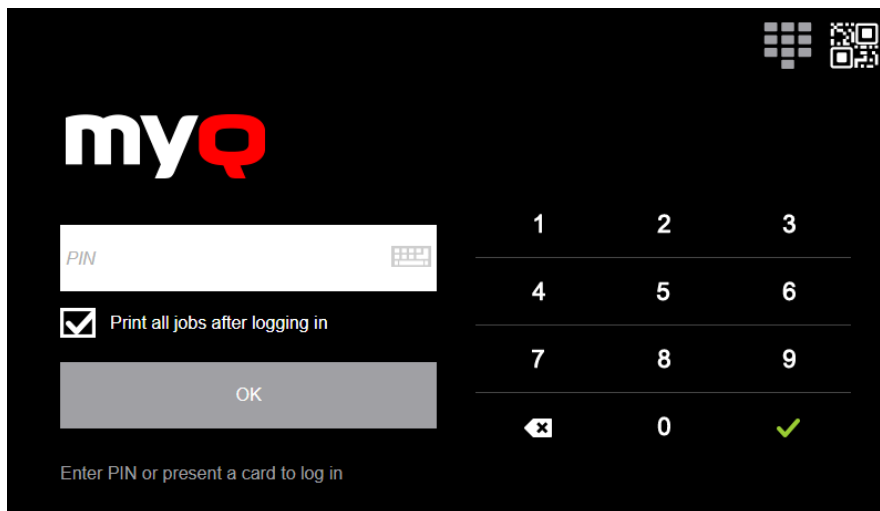 myQ
PIN
Print all jobs after logging in
OK
Enter PIN or present a card to log in
1 2 3
4 5 6
7 8 9
0